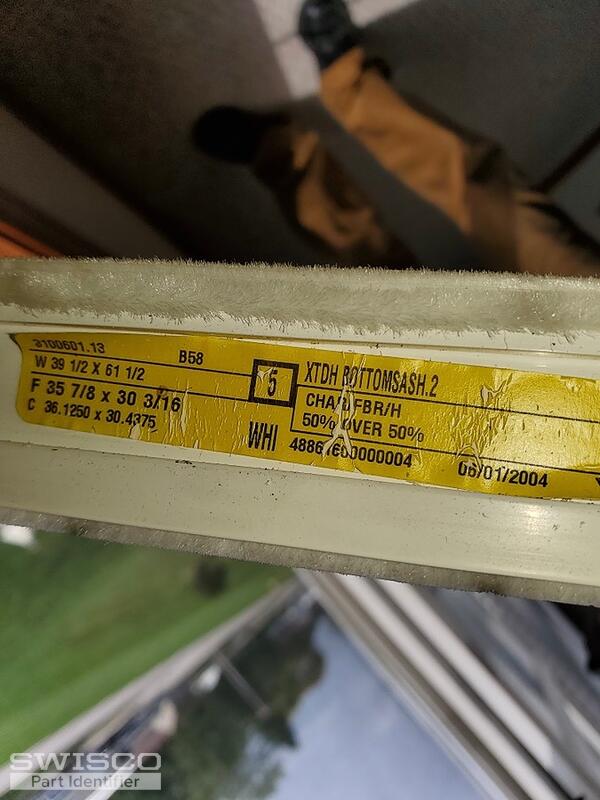 3100601.13
B58
W 39 1/2 X 61 1/2
F 35 7/8 x 30 3/16
C 36.1250 x 30.4375
5
WHI
XTDH BOTTOMSASH.2
50% OVER 50%
06/01/2004
SWISCO
Part Identifier